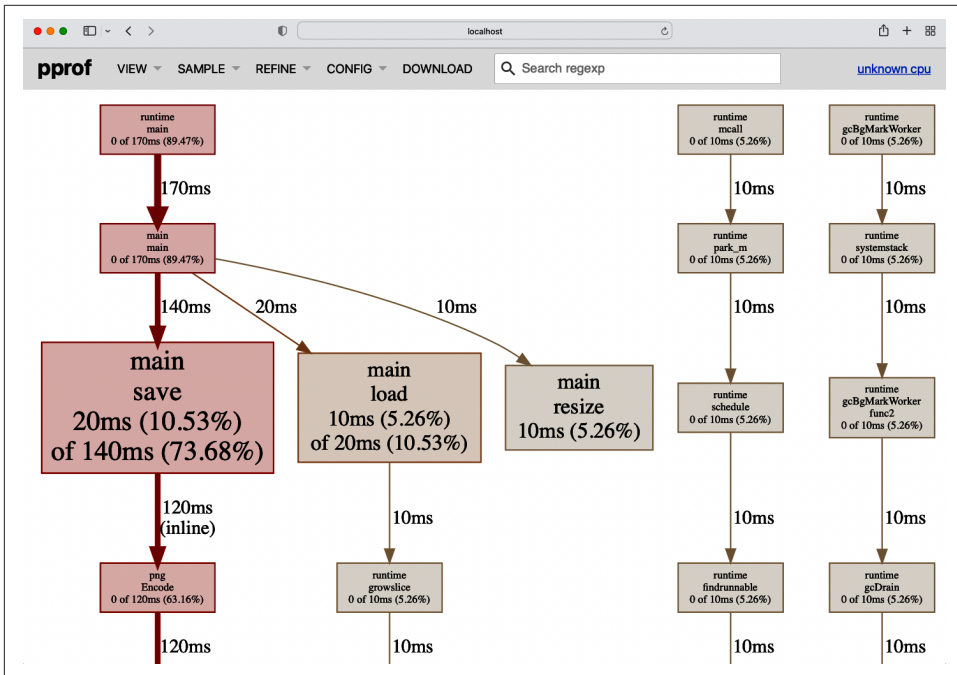 localhost
pprof VIEW SAMPLE REFINE CONFIG DOWNLOAD Search regexp unknown cpu
runtime
main
0 of 170ms (89.47%)
runtime
mcall
0 of 10ms (5.26%)
runtime
gcBgMarkWorker
0 of 10ms (5.26%)
170ms
10ms
10ms
main
main
0 of 170ms (89.47%)
runtime
park_m
0 of 10ms (5.26%)
runtime
systemstack
0 of 10ms (5.26%)
140ms
20ms
10ms
10ms
10ms
main
save
20ms (10.53%)
of 140ms (73.68%)
main
load
10ms (5.26%)
of 20ms (10.53%)
main
resize
10ms (5.26%)
runtime
schedule
0 of 10ms (5.26%)
runtime
gcBgMarkWorker
func2
0 of 10ms (5.26%)
120ms
(inline)
10ms
10ms
10ms
png
Encode
0 of 120ms (63.16%)
runtime
growslice
0 of 10ms (5.26%)
runtime
findrunnable
0 of 10ms (5.26%)
runtime
gcDrain
0 of 10ms (5.26%)
120ms
10ms
10ms
10ms